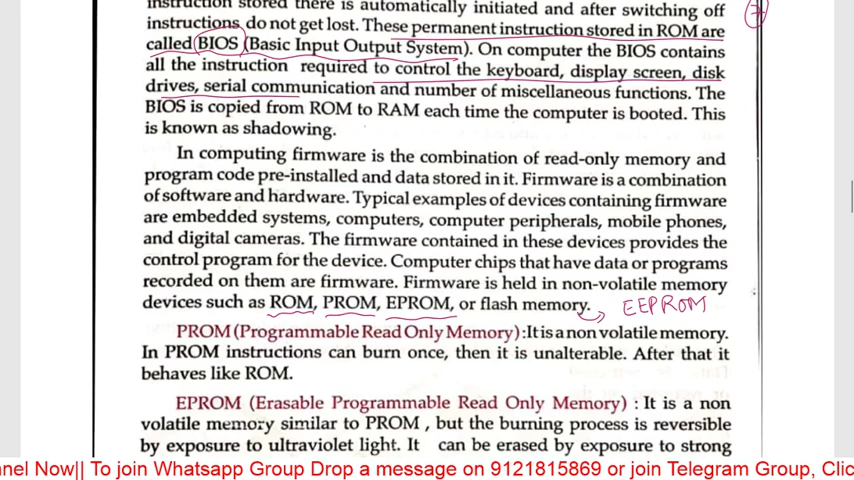 instruction stored there is automatically initiated and after switching off
instructions do not get lost. These permanent instruction stored in ROM are
called BIOS (Basic Input Output System). On computer the BIOS contains
all the instruction required to control the keyboard, display screen, disk
drives, serial communication and number of miscellaneous functions. The
BIOS is copied from ROM to RAM each time the computer is booted. This
is known as shadowing.
In computing firmware is the combination of read-only memory and
program code pre-installed and data stored in it. Firmware is a combination
of software and hardware. Typical examples of devices containing firmware
are embedded systems, computers, computer peripherals, mobile phones,
and digital cameras. The firmware contained in these devices provides the
control program for the device. Computer chips that have data or programs
recorded on them are firmware. Firmware is held in non-volatile memory
devices such as ROM, PROM, EPROM, or flash memory. EEPROM
PROM (Programmable Read Only Memory) : It is a non volatile memory.
In PROM instructions can burn once, then it is unalterable. After that it
behaves like ROM.
EPROM (Erasable Programmable Read Only Memory) : It is a non
volatile memory similar to PROM , but the burning process is reversible
by exposure to ultraviolet light. It can be erased by exposure to strong
nel Now|| To join Whatsapp Group Drop a message on 9121815869 or join Telegram Group, Clic